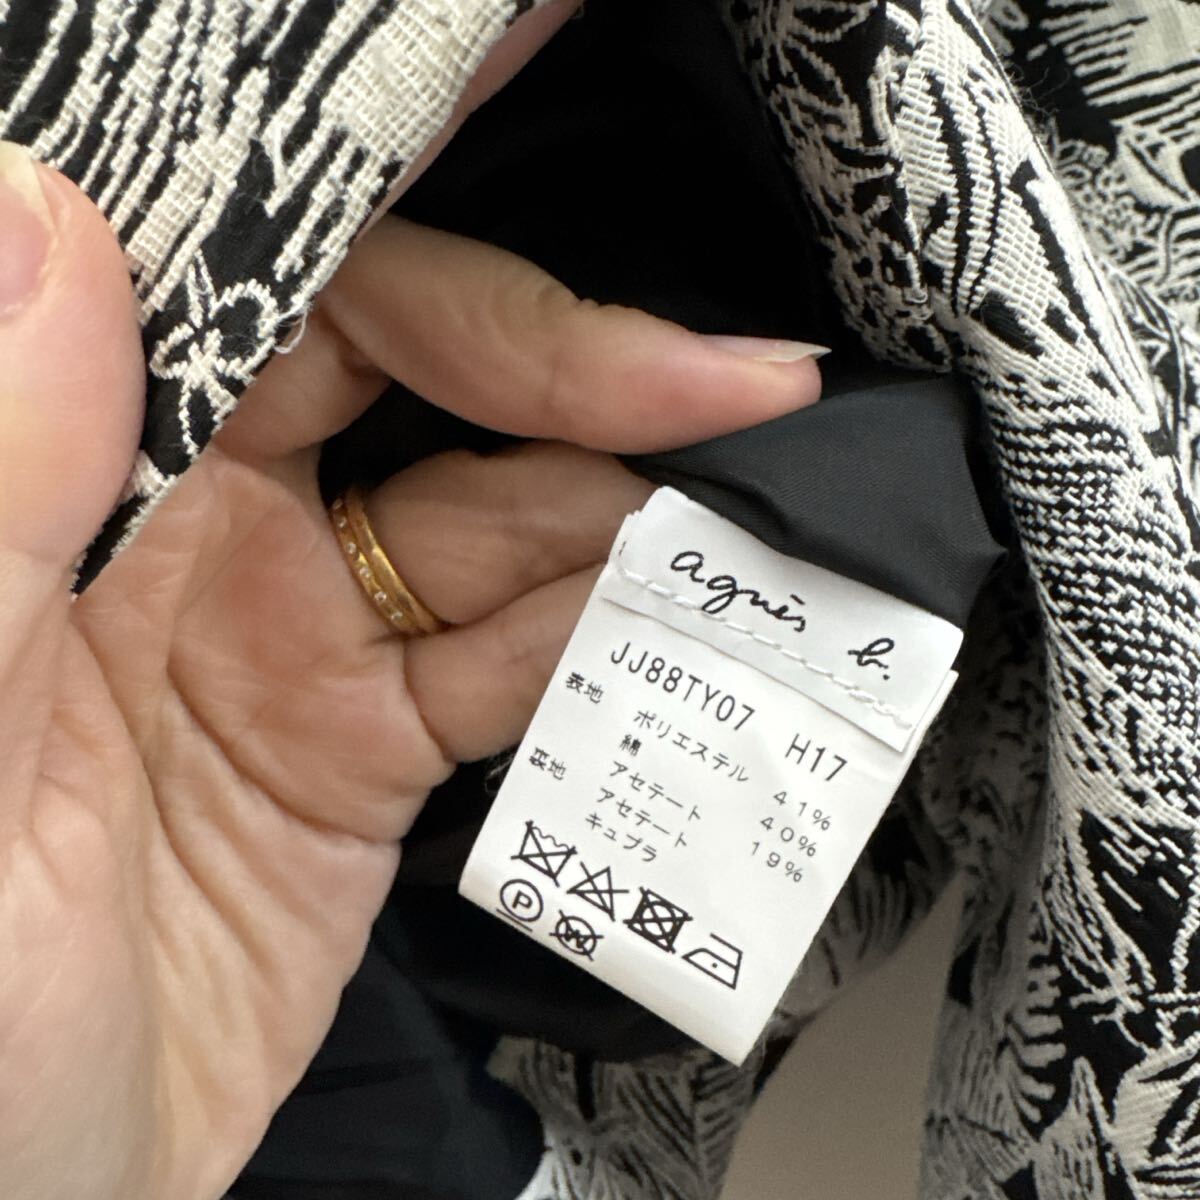 agnès b.
JJ88TY07 H17
表地 ポリエステル 41%
綿 40%
アセテート 19%
裏地 アセテート
キュプラ
P
W